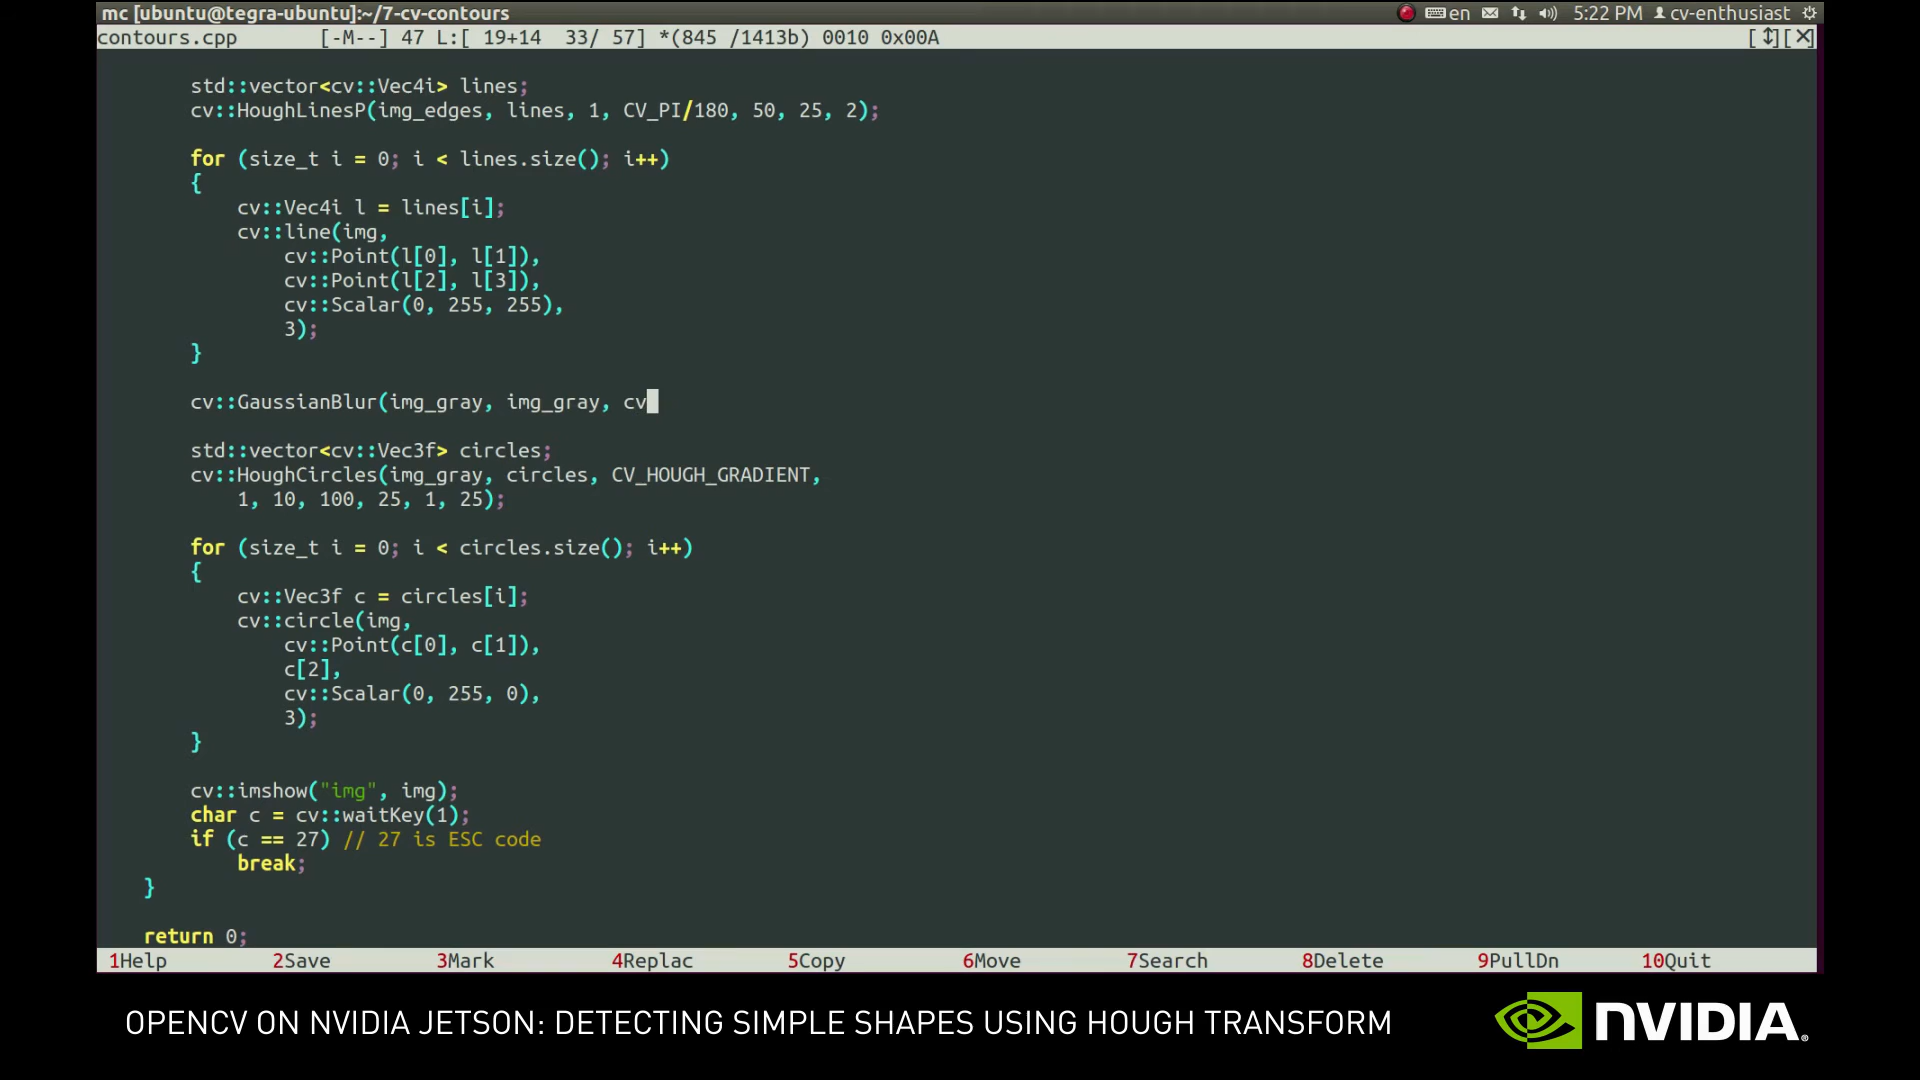 mc [ubuntu@tegra-ubuntu]:~/7-cv-contours en 5:22 PM cv-enthusiast
contours.cpp [-M--] 47 L:[ 19+14 33/ 57] *(845 /1413b) 0010 0x00A [↕][✕]
std::vector<cv::Vec4i> lines;
cv::HoughLinesP(img_edges, lines, 1, CV_PI/180, 50, 25, 2);
for (size_t i = 0; i < lines.size(); i++)
{
cv::Vec4i l = lines[i];
cv::line(img,
cv::Point(l[0], l[1]),
cv::Point(l[2], l[3]),
cv::Scalar(0, 255, 255),
3);
}
cv::GaussianBlur(img_gray, img_gray, cv
std::vector<cv::Vec3f> circles;
cv::HoughCircles(img_gray, circles, CV_HOUGH_GRADIENT,
1, 10, 100, 25, 1, 25);
for (size_t i = 0; i < circles.size(); i++)
{
cv::Vec3f c = circles[i];
cv::circle(img,
cv::Point(c[0], c[1]),
c[2],
cv::Scalar(0, 255, 0),
3);
}
cv::imshow("img", img);
char c = cv::waitKey(1);
if (c == 27) // 27 is ESC code
break;
}
return 0;
1Help 2Save 3Mark 4Replac 5Copy 6Move 7Search 8Delete 9PullDn 10Quit
OPENCV ON NVIDIA JETSON: DETECTING SIMPLE SHAPES USING HOUGH TRANSFORM
NVIDIA®